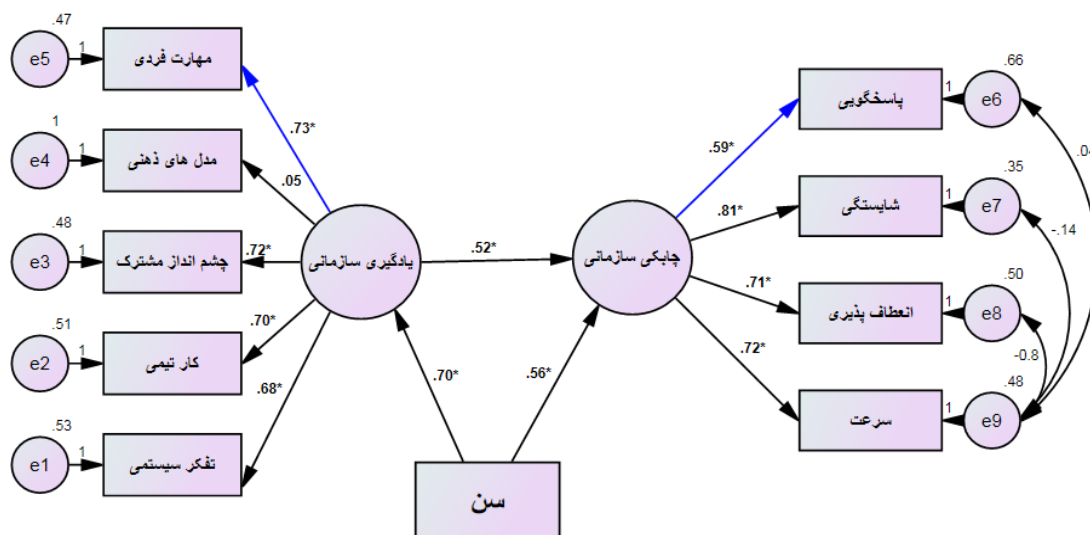 .47
e5
1
مهارت فردی
.73*
1
e4
1
مدل های ذهنی
.05
.48
e3
1
چشم انداز مشترک
.72*
.51
e2
1
کار تیمی
.70*
.53
e1
1
تفکر سیستمی
.68*
یادگیری سازمانی
.52*
چابکی سازمانی
.70*
.56*
سن
.59*
پاسخگویی
1
.66
e6
.81*
شایستگی
1
.35
e7
.71*
انعطاف پذیری
1
.50
e8
.72*
سرعت
1
.48
e9
-.14
-0.8